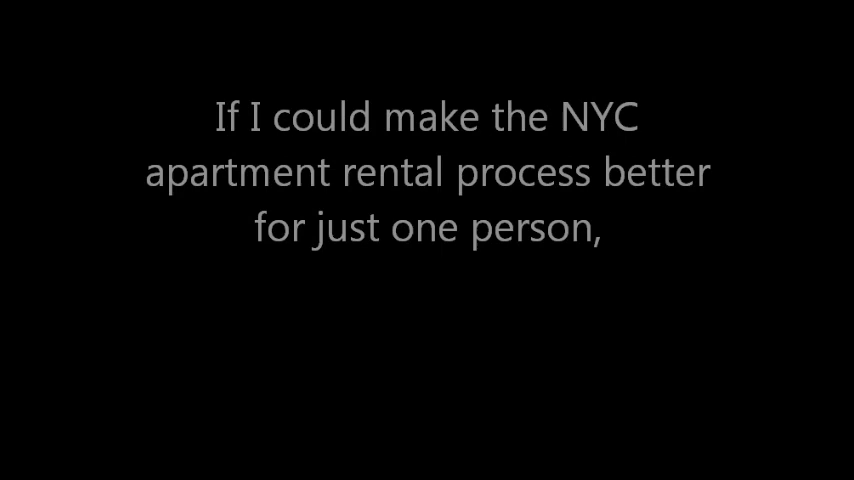 If I could make the NYC
apartment rental process better
for just one person,